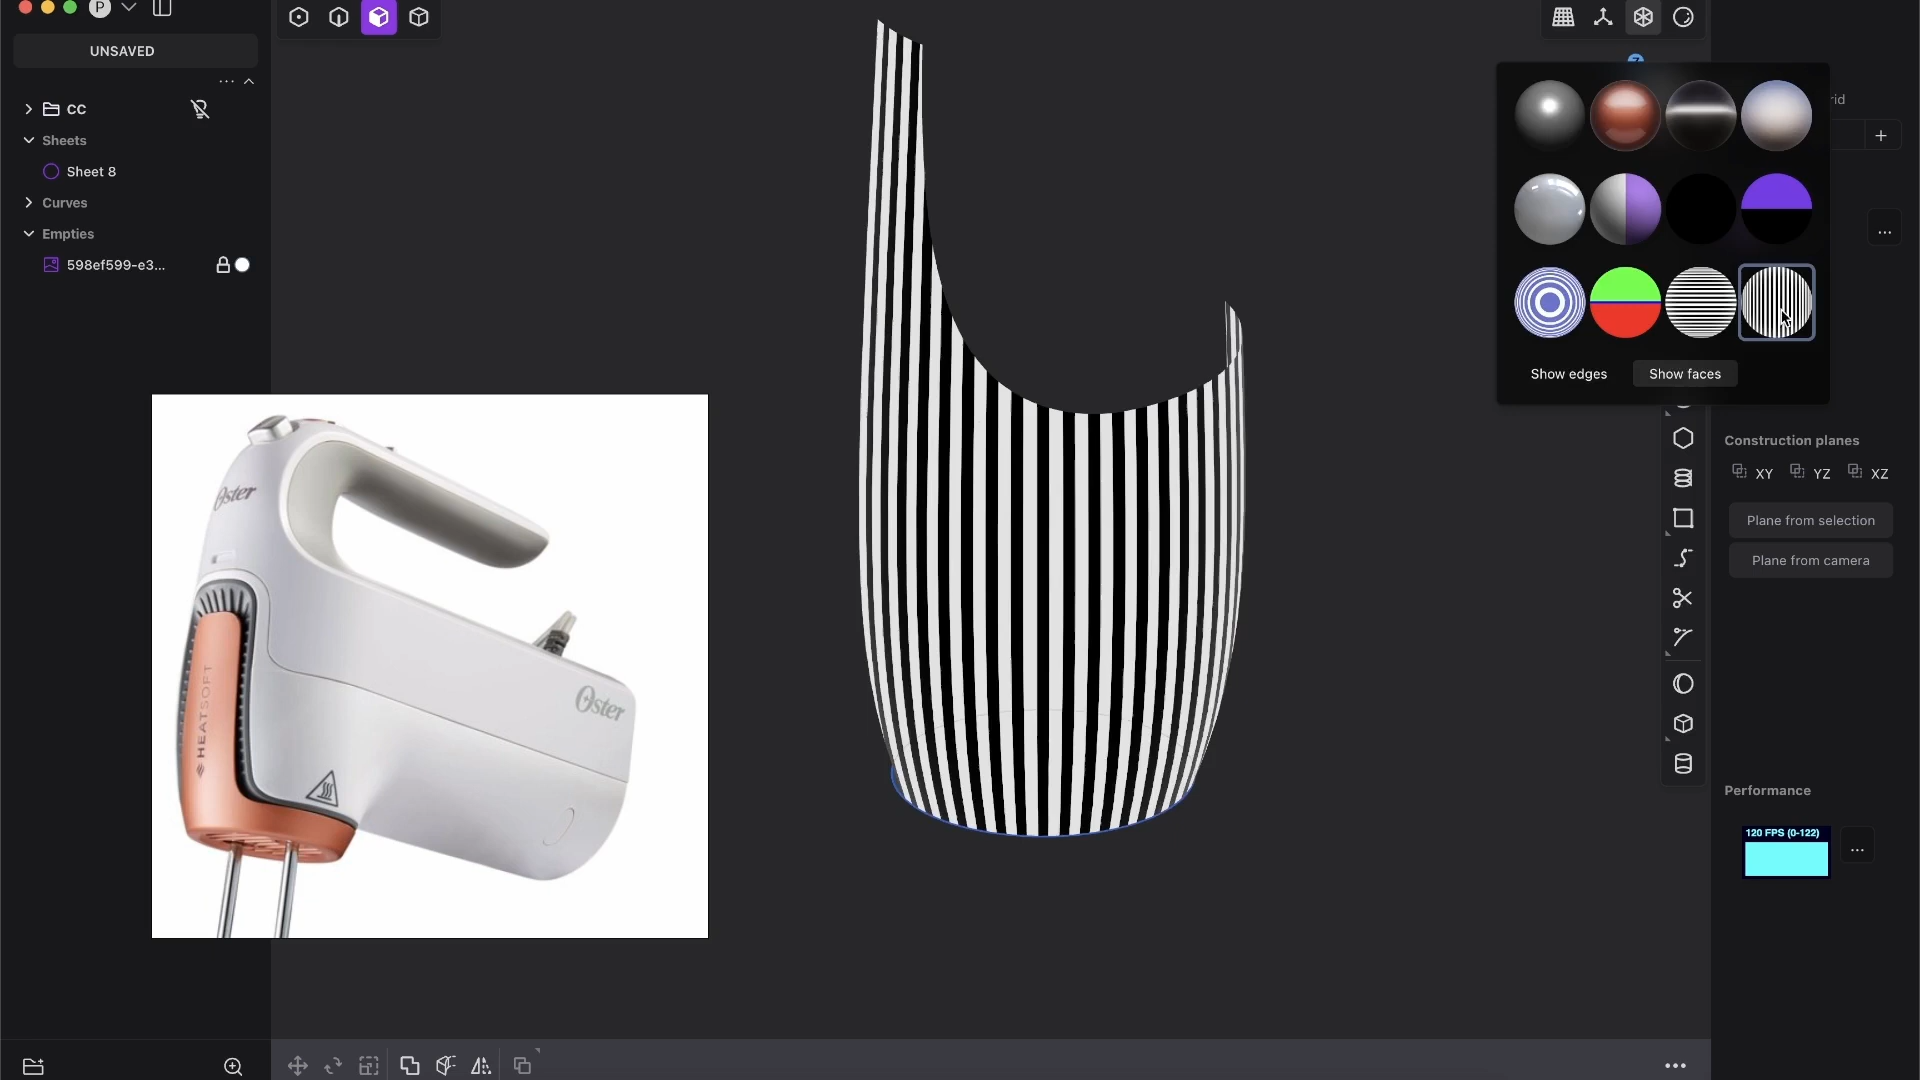 P
UNSAVED
...
CC
Sheets
Sheet 8
Curves
Empties
598ef599-e3...
Oster
HEATSOFT
Oster
Z
rid
+
...
Show edges
Show faces
Construction planes
XY
YZ
XZ
Plane from selection
Plane from camera
Performance
120 FPS (0-122)
...